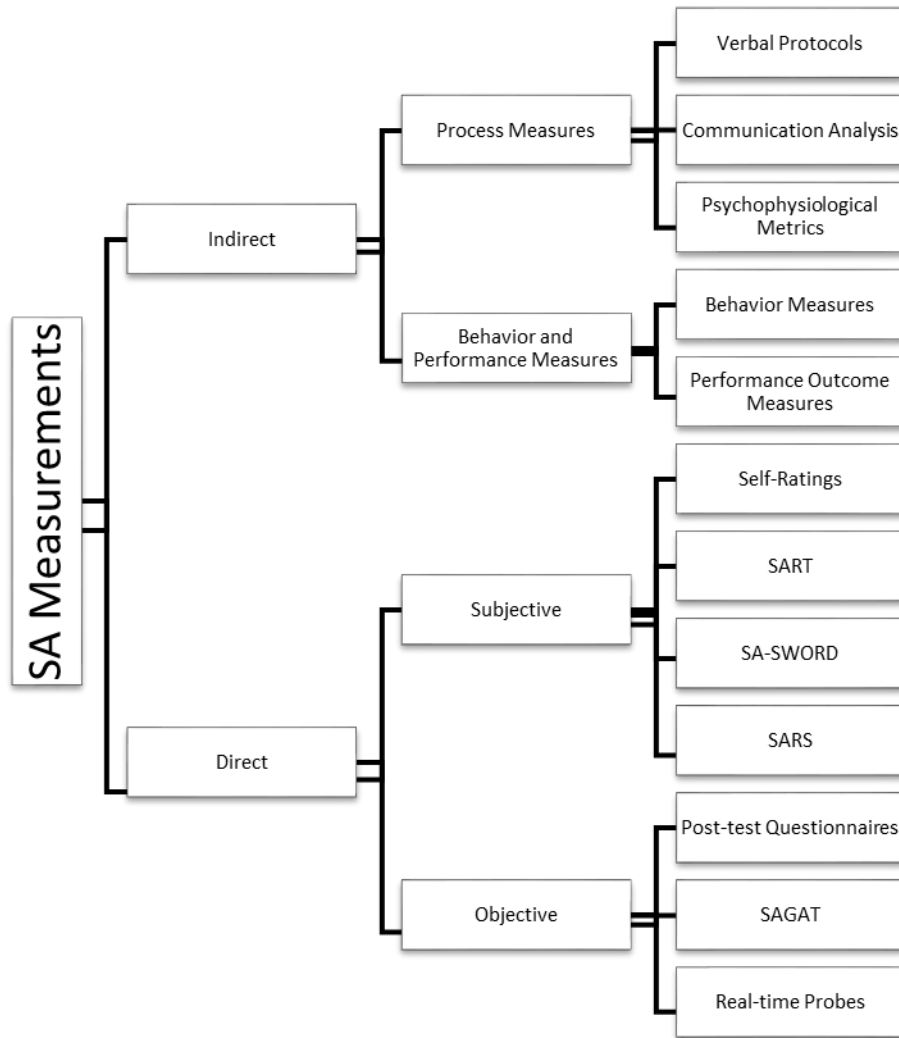 SA Measurements
Indirect
Process Measures
Verbal Protocols
Communication Analysis
Psychophysiological
Metrics
Behavior and
Performance Measures
Behavior Measures
Performance Outcome
Measures
Direct
Subjective
Self-Ratings
SART
SA-SWORD
SARS
Objective
Post-test Questionnaires
SAGAT
Real-time Probes